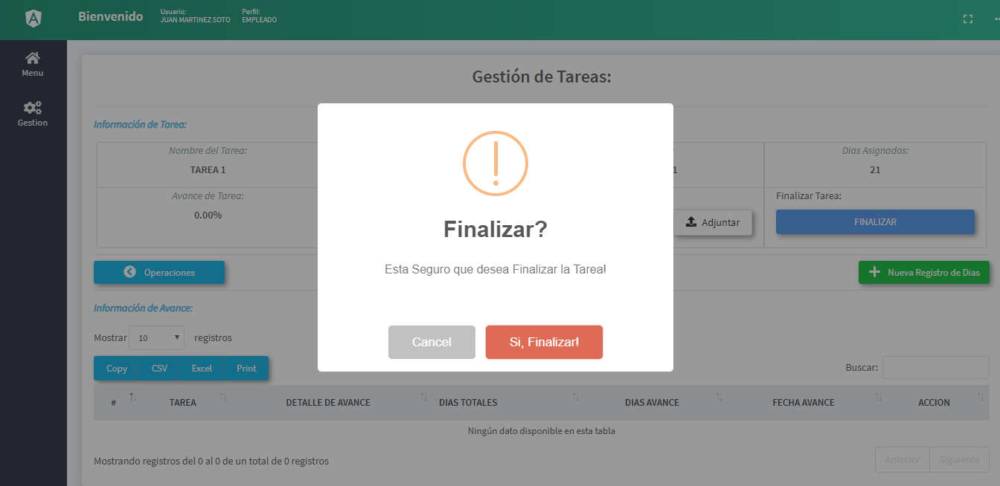 Bienvenido
Usuario:
JUAN MARTINEZ SOTO
Perfil:
EMPLEADO
Menu
Gestion
Gestión de Tareas:
Información de Tarea:
Nombre del Tarea:
TAREA 1
Avance de Tarea:
0.00%
1
Dias Asignados:
21
Adjuntar
Finalizar Tarea:
FINALIZAR
Finalizar?
Esta Seguro que desea Finalizar la Tarea!
Cancel
Si, Finalizar!
Operaciones
Nueva Registro de Dias
Información de Avance:
Mostrar 10 registros
Copy CSV Excel Print
Buscar:
# TAREA DETALLE DE AVANCE DIAS TOTALES DIAS AVANCE FECHA AVANCE ACCION
Ningún dato disponible en esta tabla
Mostrando registros del 0 al 0 de un total de 0 registros
Anterior Siguiente